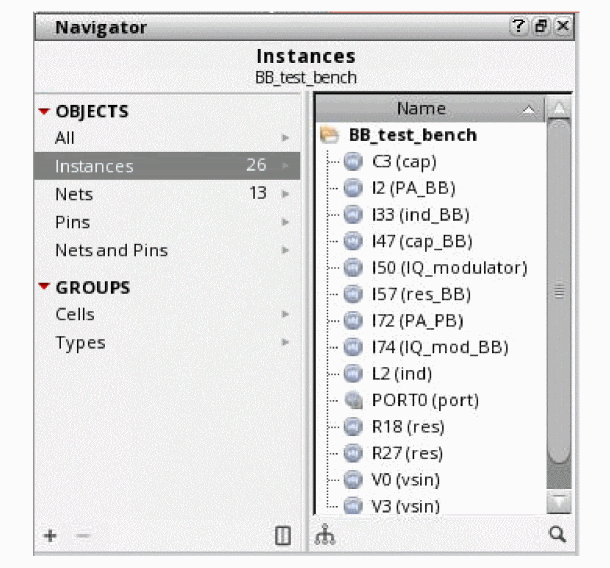 Navigator
Instances
BB_test_bench
OBJECTS
All
Instances 26
Nets 13
Pins
Nets and Pins
GROUPS
Cells
Types
Name
BB_test_bench
C3 (cap)
I2 (PA_BB)
I33 (ind_BB)
I47 (cap_BB)
I50 (IQ_modulator)
I57 (res_BB)
I72 (PA_PB)
I74 (IQ_mod_BB)
L2 (ind)
PORT0 (port)
R18 (res)
R27 (res)
V0 (vsin)
V3 (vsin)